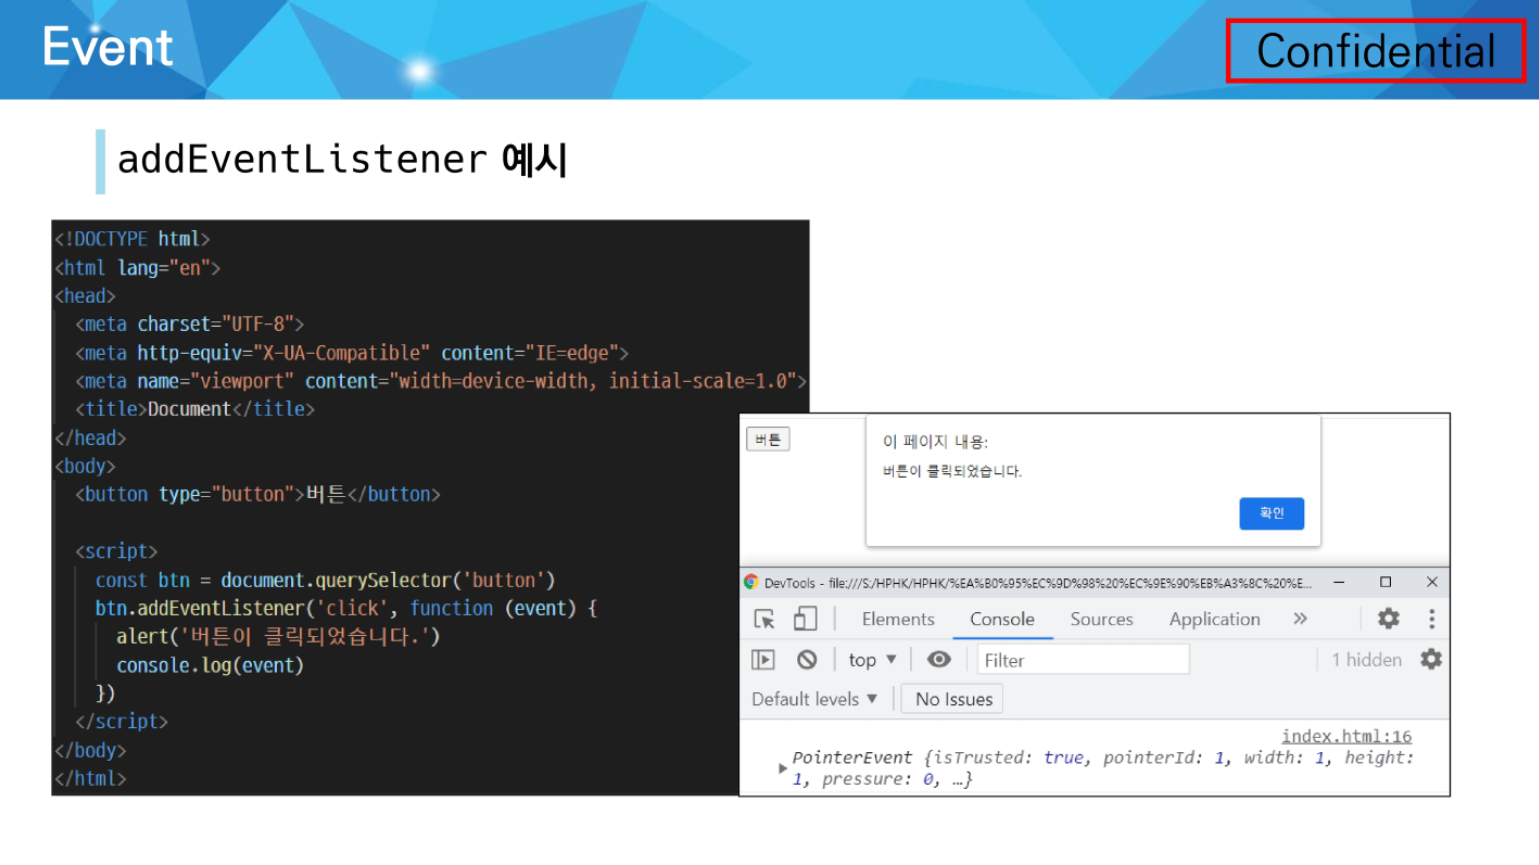 Event
Confidential
addEventListener 예시
<!DOCTYPE html>
<html lang="en">
<head>
<meta charset="UTF-8">
<meta http-equiv="X-UA-Compatible" content="IE=edge">
<meta name="viewport" content="width=device-width, initial-scale=1.0">
<title>Document</title>
</head>
<body>
<button type="button">버튼</button>
<script>
const btn = document.querySelector('button')
btn.addEventListener('click', function (event) {
alert('버튼이 클릭되었습니다.')
console.log(event)
})
</script>
</body>
</html>
버튼
이 페이지 내용:
버튼이 클릭되었습니다.
확인
DevTools - file:///S:/HPHK/HPHK/%EA%B0%95%EC%9D%98%20%EC%9E%90%EB%A3%8C%20%E...
Elements Console Sources Application
top ▼ Filter 1 hidden
Default levels ▼ No Issues
index.html:16
PointerEvent {isTrusted: true, pointerId: 1, width: 1, height:
1, pressure: 0, …}